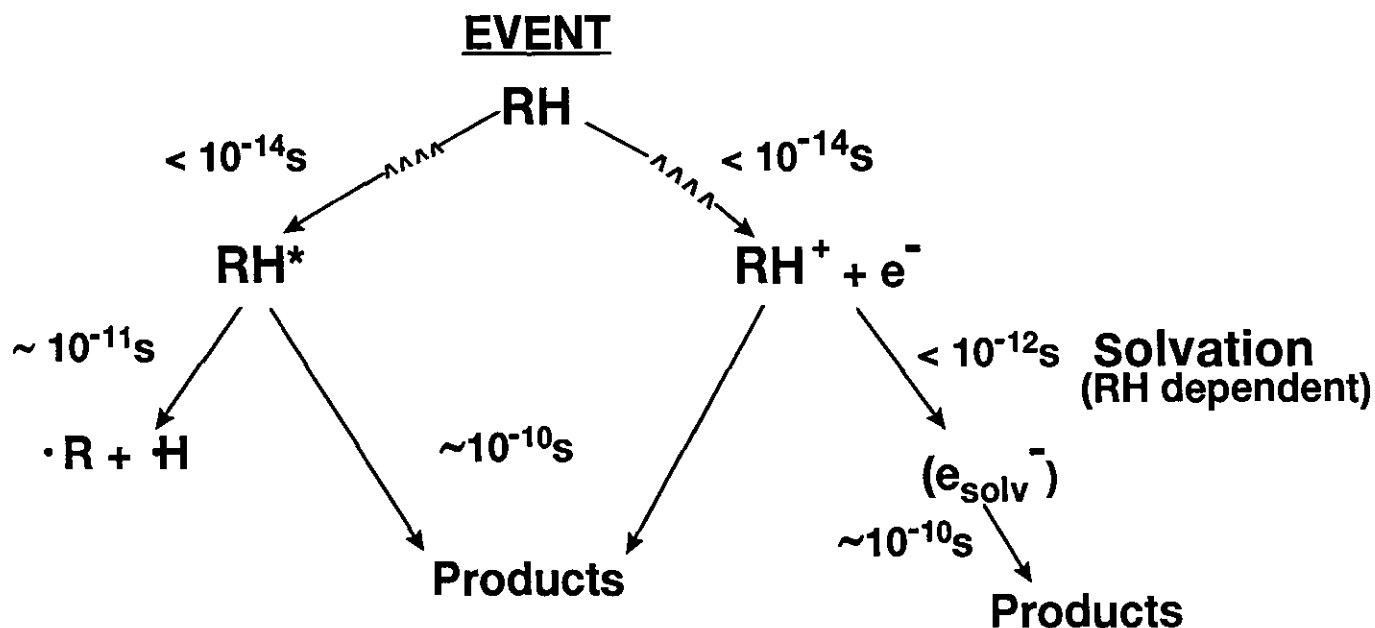 EVENT
RH
< 10⁻¹⁴s
< 10⁻¹⁴s
RH*
RH⁺ + e⁻
~ 10⁻¹¹s
< 10⁻¹²s Solvation
(RH dependent)
·R + ·H
~10⁻¹⁰s
(e_solv⁻)
~10⁻¹⁰s
Products
Products